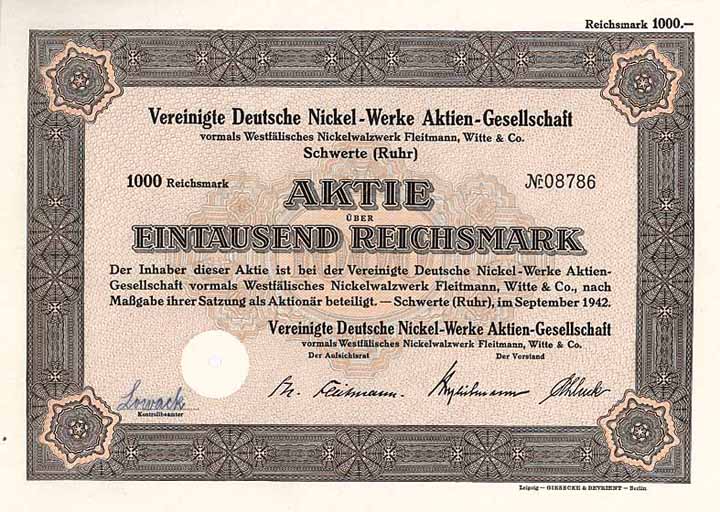 Reichsmark 1000.—
Vereinigte Deutsche Nickel-Werke Aktien-Gesellschaft
vormals Westfälisches Nickelwalzwerk Fleitmann, Witte & Co.
Schwerte (Ruhr)
1000 Reichsmark AKTIE №08786
ÜBER
EINTAUSEND REICHSMARK
Der Inhaber dieser Aktie ist bei der Vereinigte Deutsche Nickel-Werke Aktien-
Gesellschaft vormals Westfälisches Nickelwalzwerk Fleitmann, Witte & Co., nach
Maßgabe ihrer Satzung als Aktionär beteiligt. — Schwerte (Ruhr), im September 1942.
Vereinigte Deutsche Nickel-Werke Aktien-Gesellschaft
vormals Westfälisches Nickelwalzwerk Fleitmann, Witte & Co.
Der Aufsichtsrat Der Vorstand
Lowack Fleitmann.
Kontrollbeamter
Leipzig — GIESECKE & DEVRIENT — Berlin